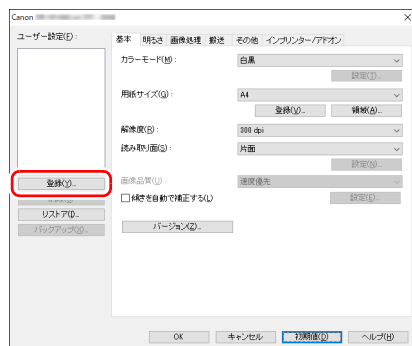 Canon
ユーザー設定(F):
登録(Y)...
リストア(T)...
バックアップ(X)...
基本 明るさ 画像処理 搬送 その他 インプリンター/アドオン
カラーモード(M): 白黒
設定(T)...
用紙サイズ(Q): A4
登録(V)... 領域(A)...
解像度(R): 300 dpi
読み取り面(S): 片面
設定(N)...
画像品質(U): 速度優先
傾きを自動で補正する(L) 設定(E)...
バージョン(Z)...
OK キャンセル 初期値(D) ヘルプ(H)